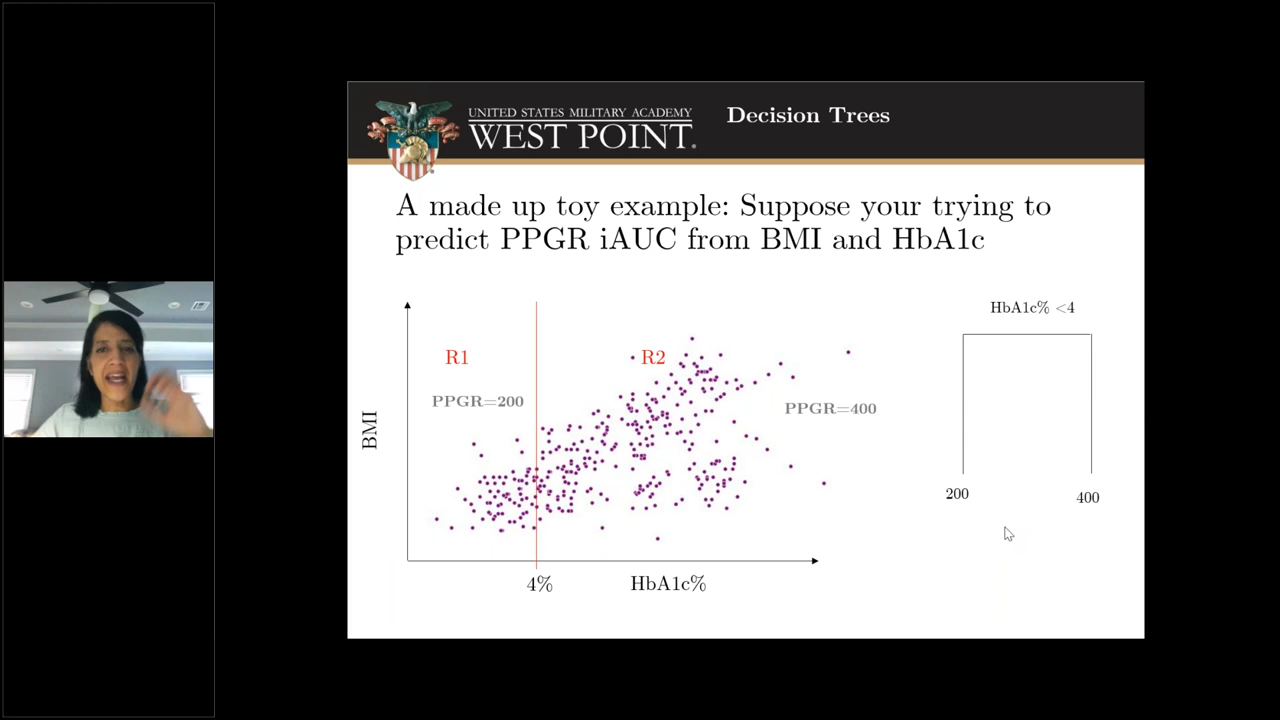 UNITED STATES MILITARY ACADEMY
WEST POINT.
Decision Trees
A made up toy example: Suppose your trying to
predict PPGR iAUC from BMI and HbA1c
HbA1c% <4
R1
R2
PPGR=200
PPGR=400
BMI
200
400
4%
HbA1c%